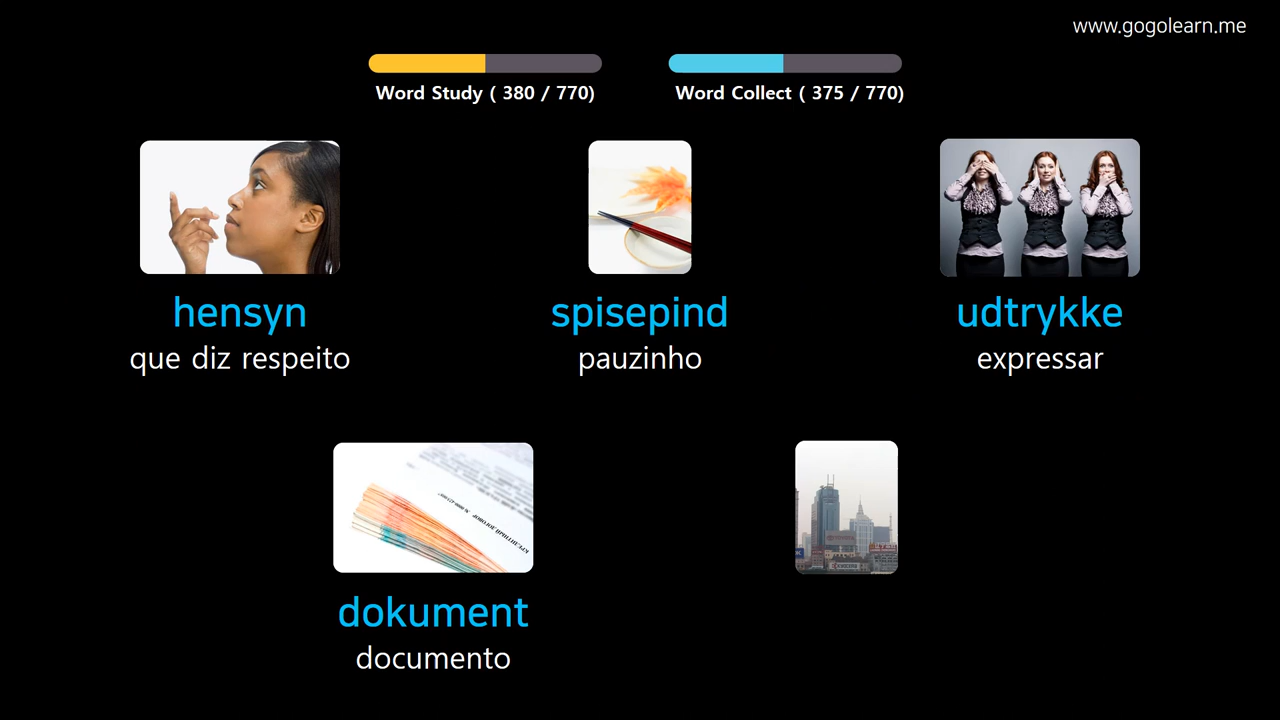 www.gogolearn.me
Word Study ( 380 / 770)
Word Collect ( 375 / 770)
hensyn
spisepind
udtrykke
que diz respeito
pauzinho
expressar
dokument
documento